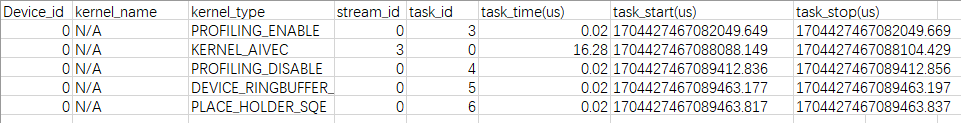 Device_id kernel_name kernel_type stream_id task_id task_time(us) task_start(us) task_stop(us)
0 N/A PROFILING_ENABLE 0 3 0.02 1704427467082049.649 1704427467082049.669
0 N/A KERNEL_AIVEC 3 0 16.28 1704427467088088.149 1704427467088104.429
0 N/A PROFILING_DISABLE 0 4 0.02 1704427467089412.836 1704427467089412.856
0 N/A DEVICE_RINGBUFFER_ 0 5 0.02 1704427467089463.177 1704427467089463.197
0 N/A PLACE_HOLDER_SQE 0 6 0.02 1704427467089463.817 1704427467089463.837